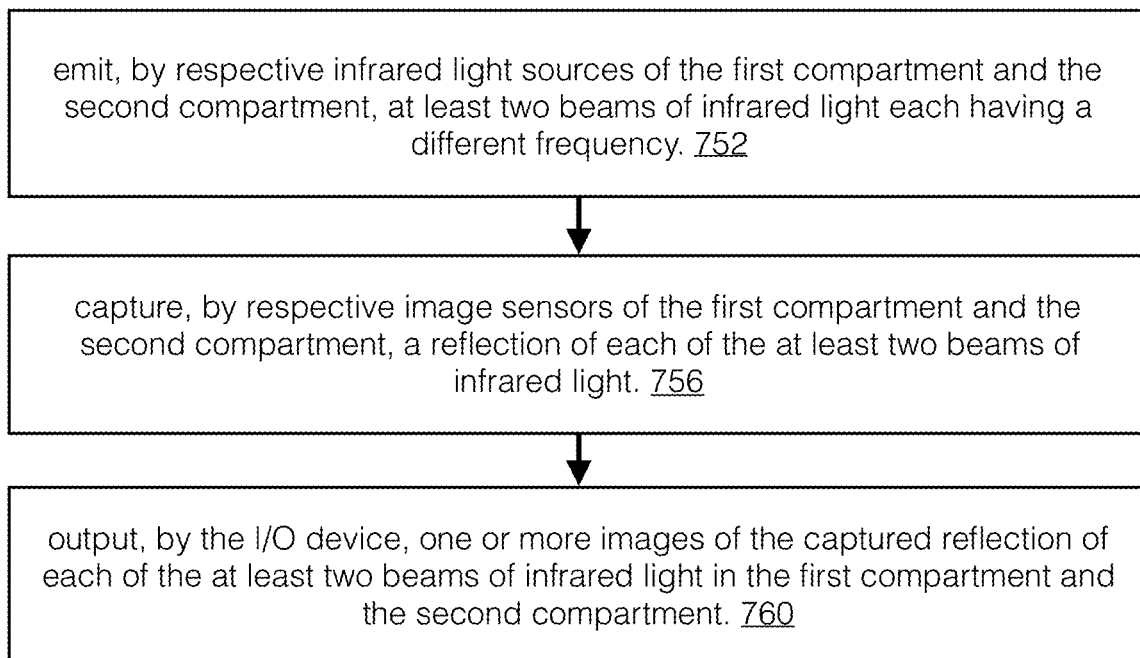 emit, by respective infrared light sources of the first compartment and the
second compartment, at least two beams of infrared light each having a
different frequency. 752
capture, by respective image sensors of the first compartment and the
second compartment, a reflection of each of the at least two beams of
infrared light. 756
output, by the I/O device, one or more images of the captured reflection of
each of the at least two beams of infrared light in the first compartment and
the second compartment. 760